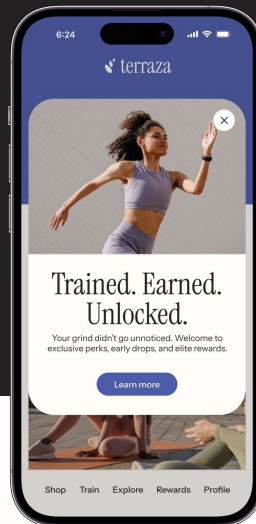 6:24
terraza
Trained. Earned.
Unlocked.
Your grind didn't go unnoticed. Welcome to
exclusive perks, early drops, and elite rewards.
Learn more
Shop Train Explore Rewards Profile